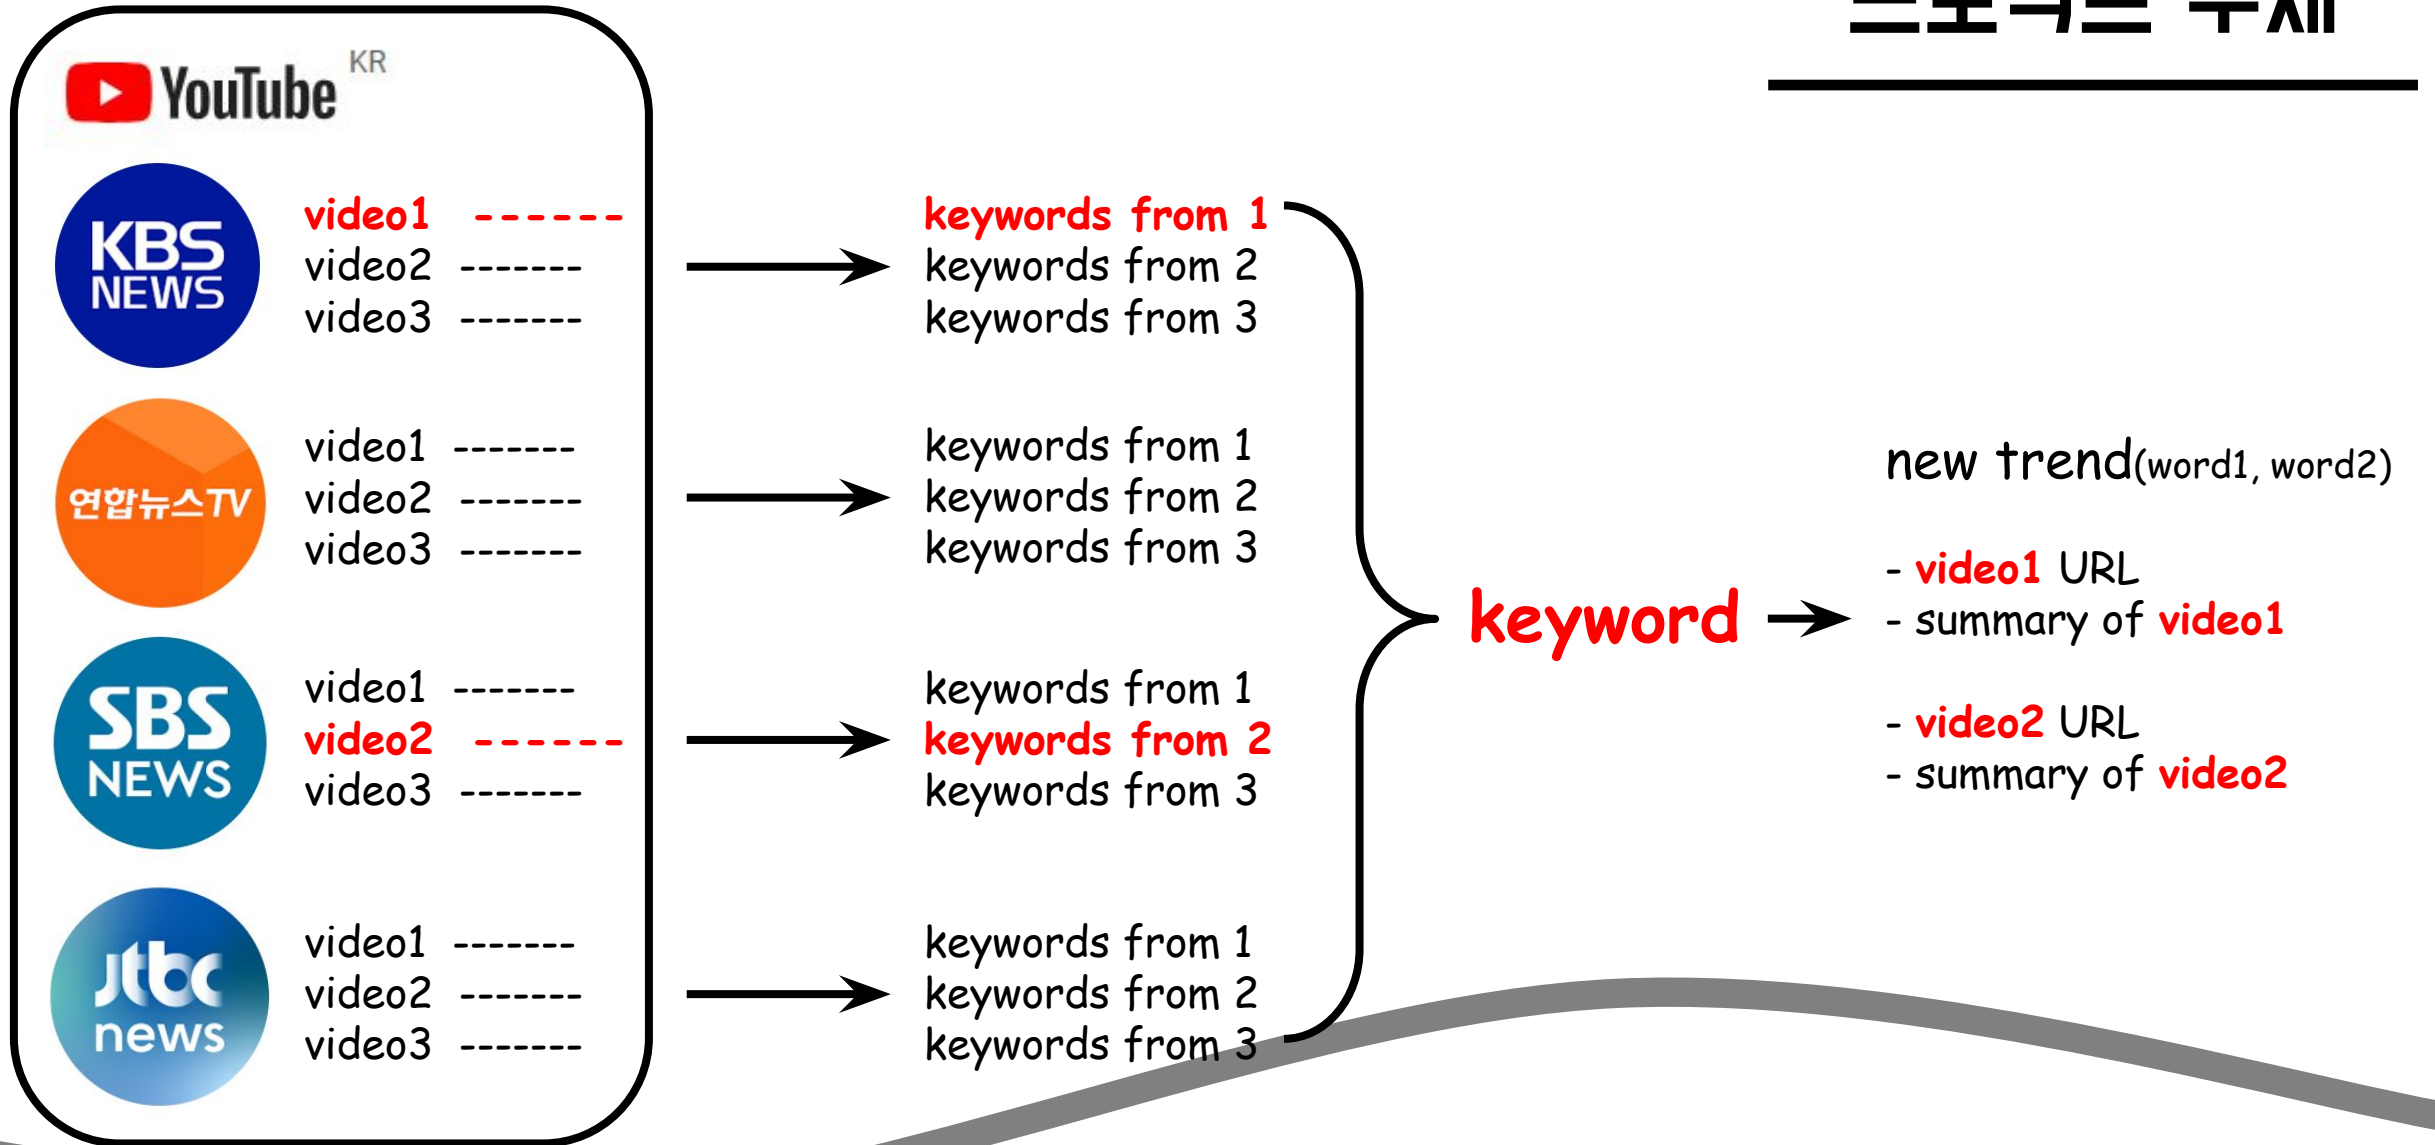 YouTube KR
KBS
NEWS
video1 ------
video2 -------
video3 -------
keywords from 1
keywords from 2
keywords from 3
연합뉴스TV
video1 -------
video2 -------
video3 -------
keywords from 1
keywords from 2
keywords from 3
SBS
NEWS
video1 -------
video2 ------
video3 -------
keywords from 1
keywords from 2
keywords from 3
jtbc
news
video1 -------
video2 -------
video3 -------
keywords from 1
keywords from 2
keywords from 3
keyword
new trend(word1, word2)
- video1 URL
- summary of video1
- video2 URL
- summary of video2